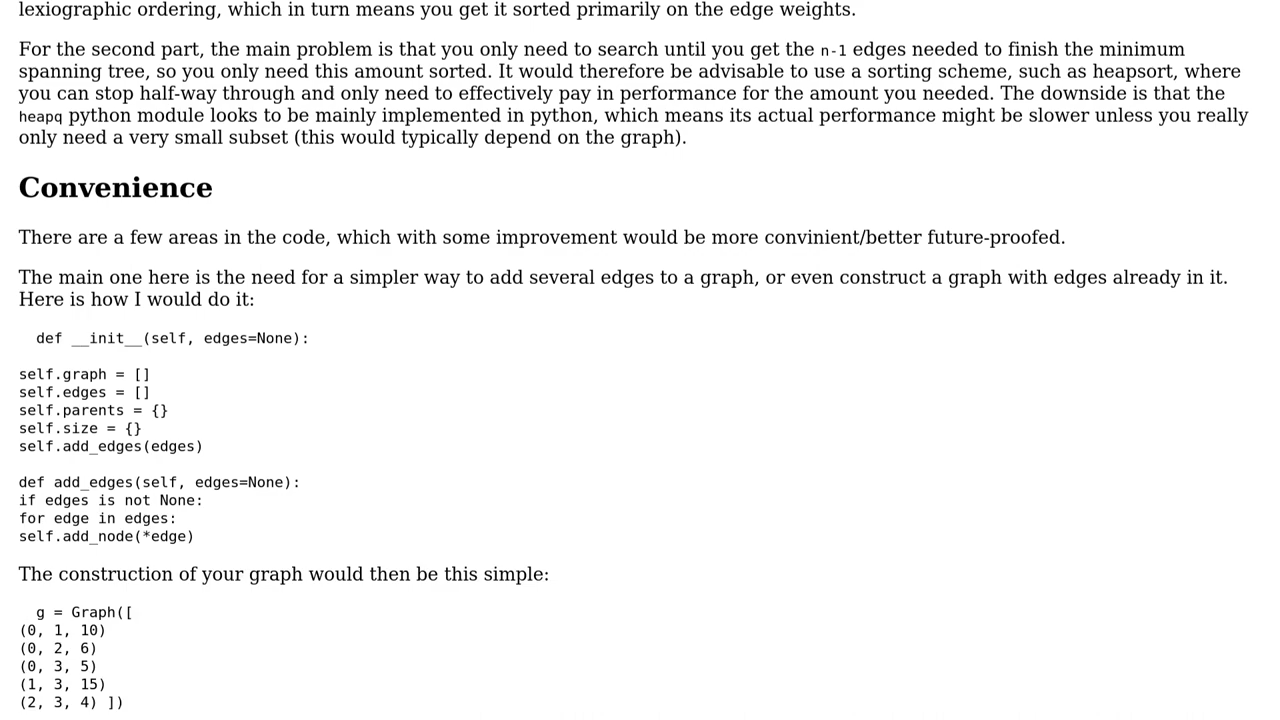 lexiographic ordering, which in turn means you get it sorted primarily on the edge weights.
For the second part, the main problem is that you only need to search until you get the n-1 edges needed to finish the minimum
spanning tree, so you only need this amount sorted. It would therefore be advisable to use a sorting scheme, such as heapsort, where
you can stop half-way through and only need to effectively pay in performance for the amount you needed. The downside is that the
heapq python module looks to be mainly implemented in python, which means its actual performance might be slower unless you really
only need a very small subset (this would typically depend on the graph).
Convenience
There are a few areas in the code, which with some improvement would be more convinient/better future-proofed.
The main one here is the need for a simpler way to add several edges to a graph, or even construct a graph with edges already in it.
Here is how I would do it:
def __init__(self, edges=None):
self.graph = []
self.edges = []
self.parents = {}
self.size = {}
self.add_edges(edges)
def add_edges(self, edges=None):
if edges is not None:
for edge in edges:
self.add_node(*edge)
The construction of your graph would then be this simple:
g = Graph([
(0, 1, 10)
(0, 2, 6)
(0, 3, 5)
(1, 3, 15)
(2, 3, 4) ])